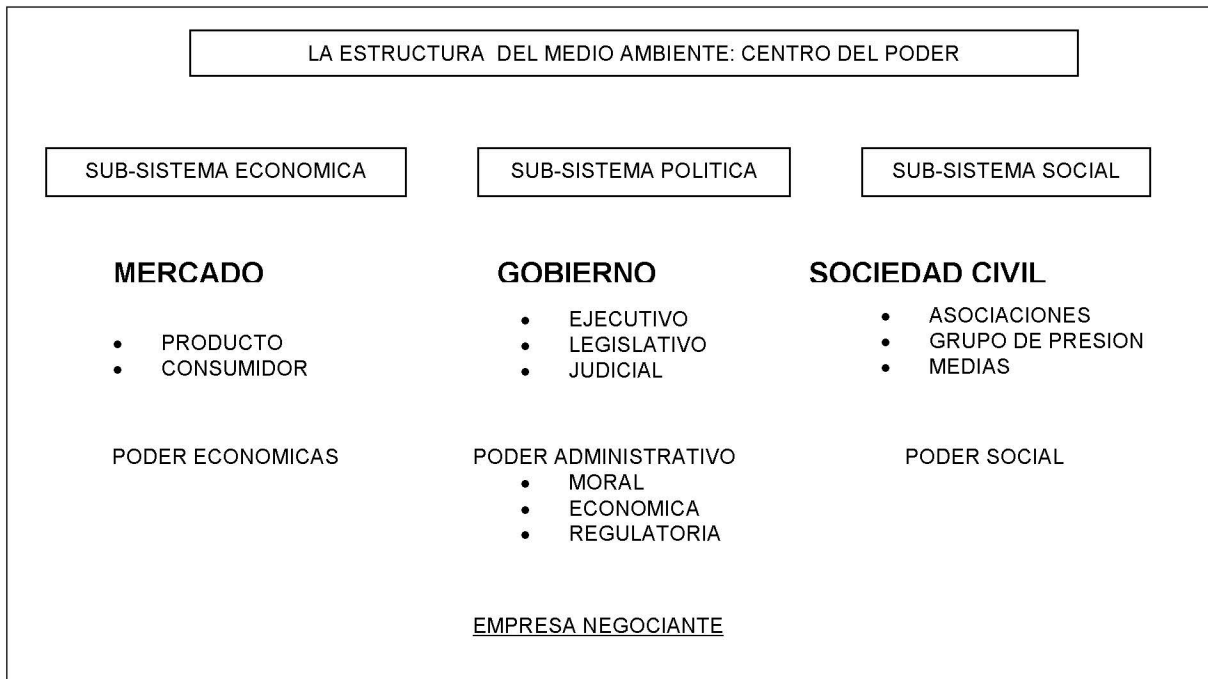 LA ESTRUCTURA DEL MEDIO AMBIENTE: CENTRO DEL PODER
SUB-SISTEMA ECONOMICA
SUB-SISTEMA POLITICA
SUB-SISTEMA SOCIAL
MERCADO
• PRODUCTO
• CONSUMIDOR
PODER ECONOMICAS
GOBIERNO
• EJECUTIVO
• LEGISLATIVO
• JUDICIAL
PODER ADMINISTRATIVO
• MORAL
• ECONOMICA
• REGULATORIA
SOCIEDAD CIVIL
• ASOCIACIONES
• GRUPO DE PRESION
• MEDIAS
PODER SOCIAL
EMPRESA NEGOCIANTE